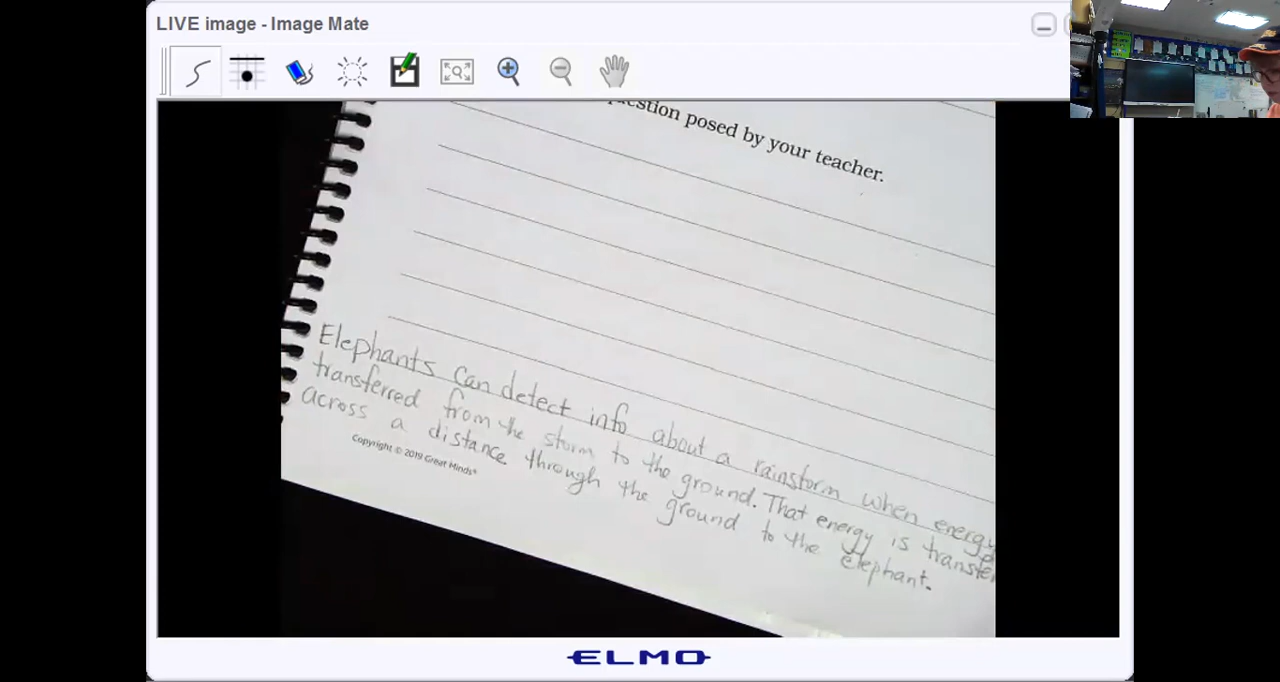 LIVE image - Image Mate
question posed by your teacher.
Elephants can detect info about a rainstorm when energy
transferred from the storm to the ground. That energy is transfer
across a distance through the ground to the elephant.
Copyright © 2019 Great Minds®
ELMO